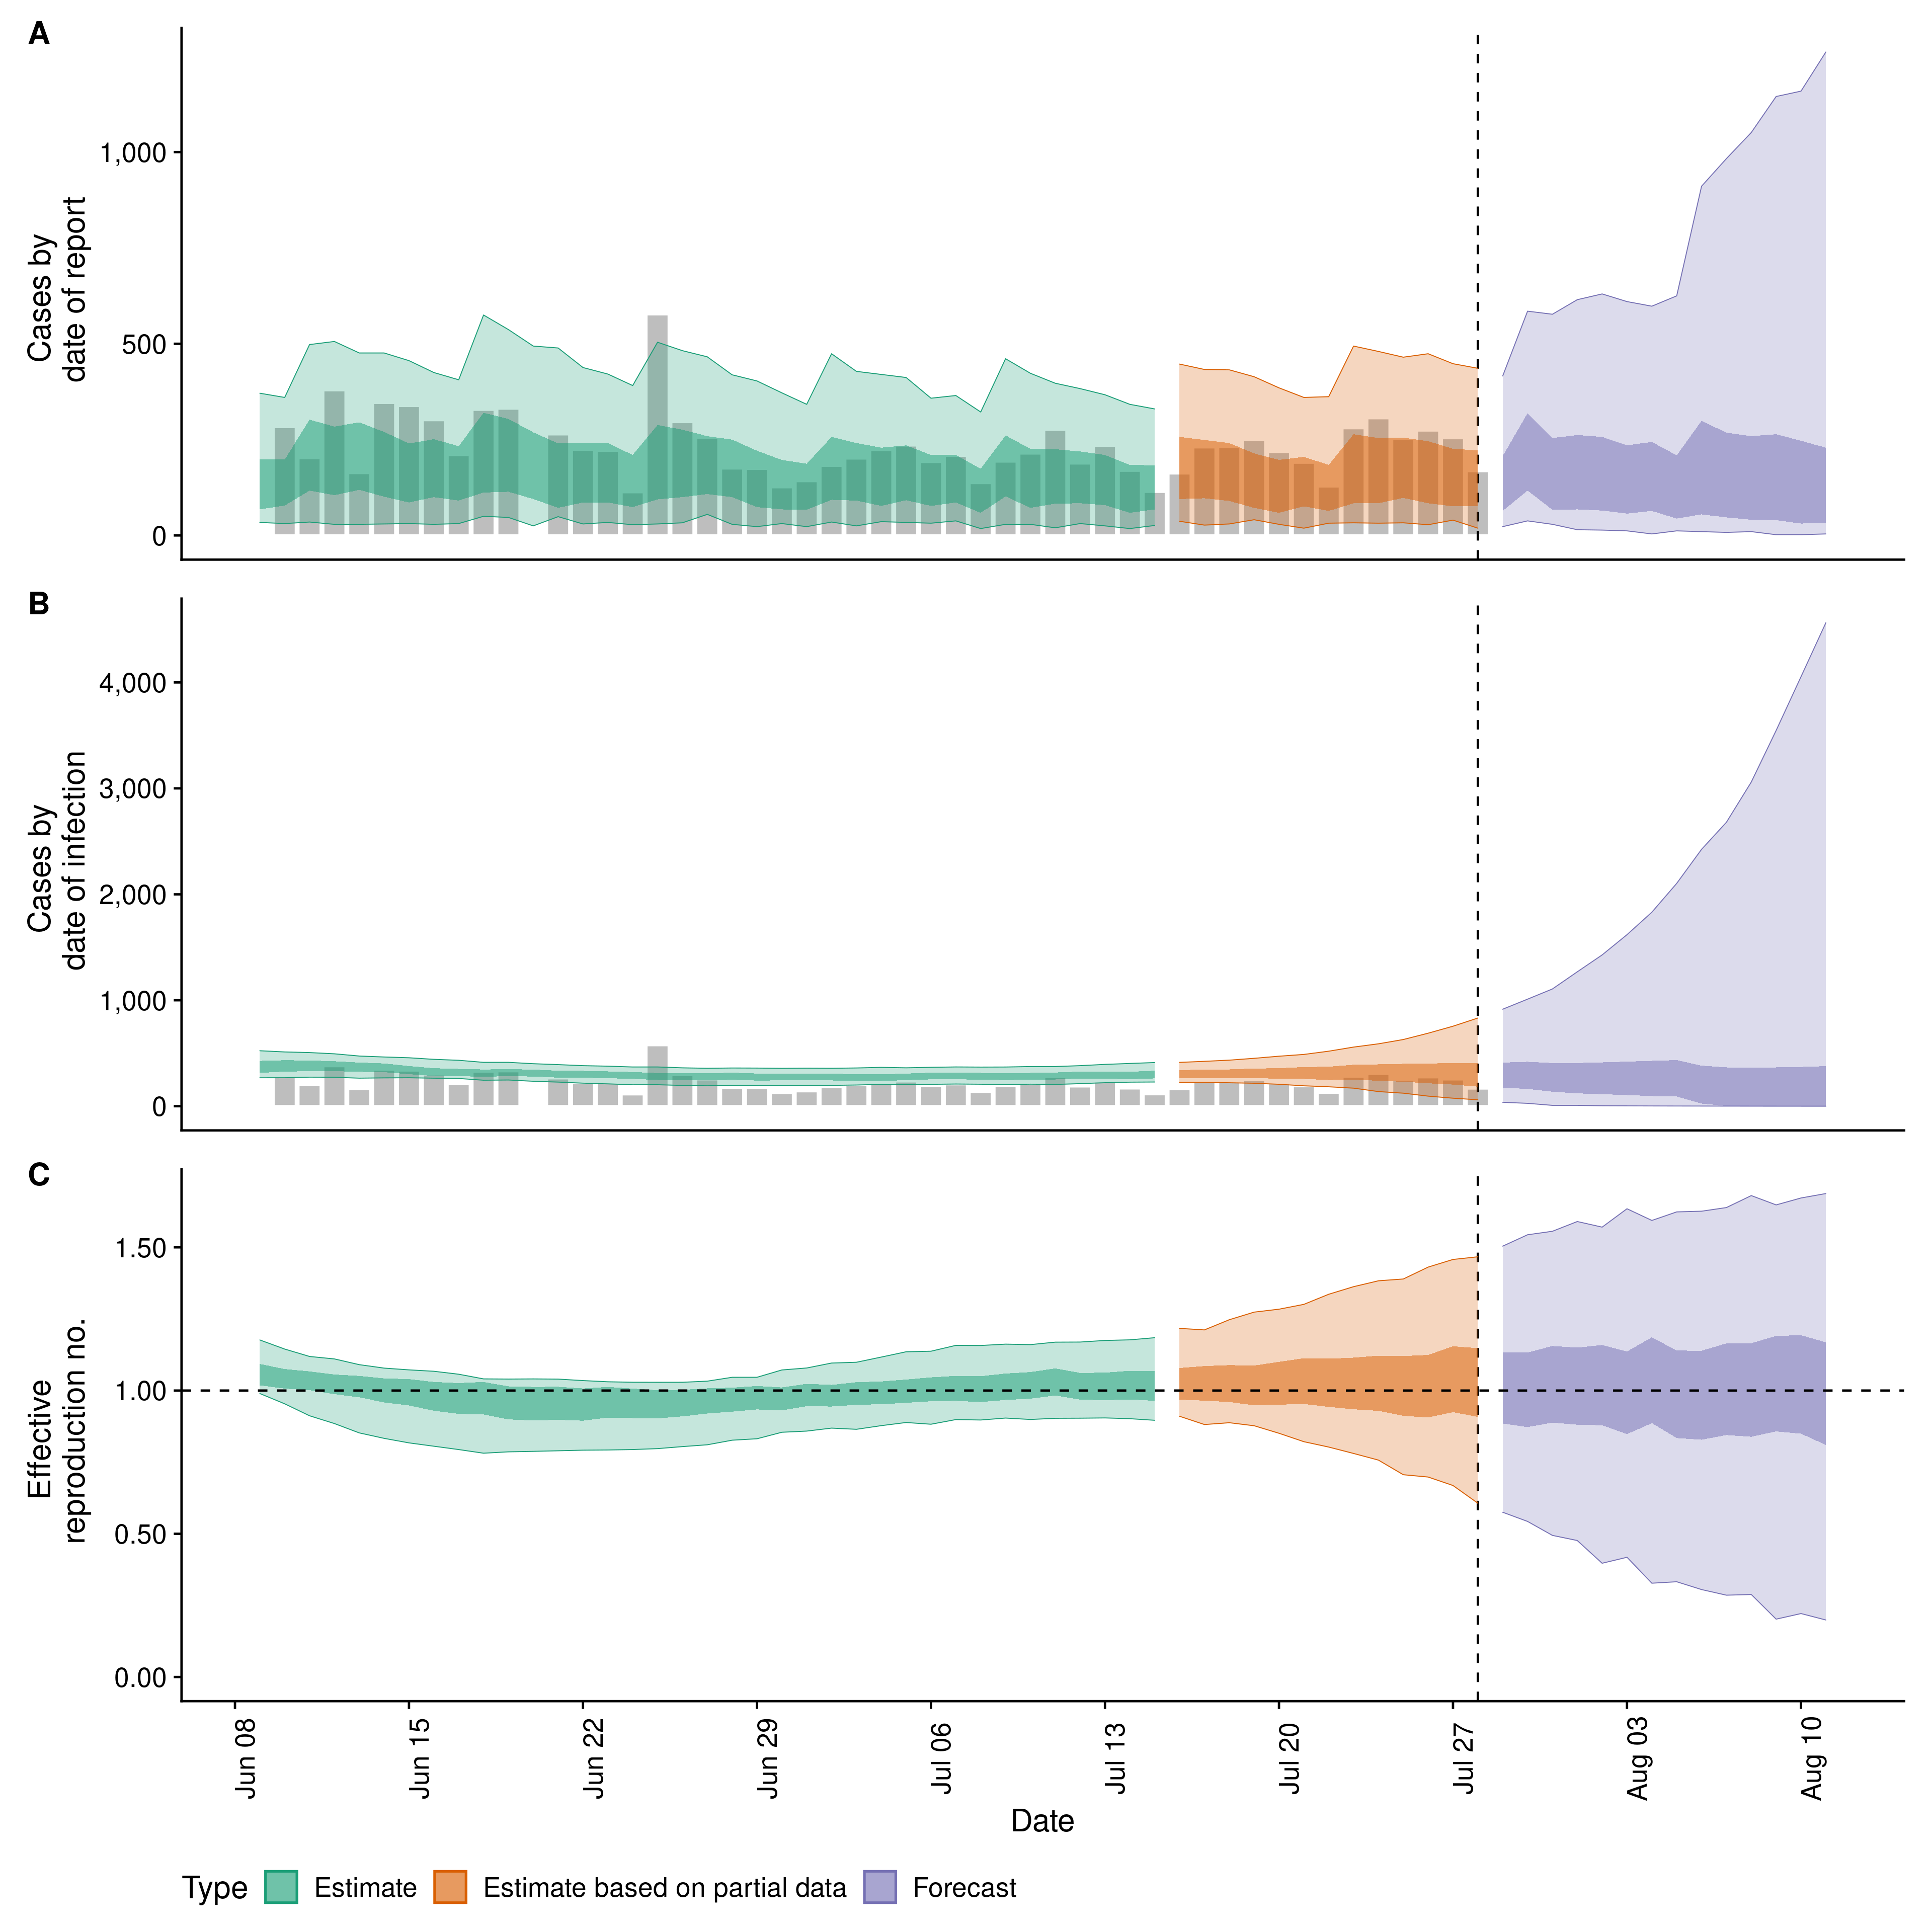 A
Cases by
date of report
1,000
500
0
B
Cases by
date of infection
4,000
3,000
2,000
1,000
0
C
Effective
reproduction no.
1.50
1.00
0.50
0.00
Jun 08
Jun 15
Jun 22
Jun 29
Jul 06
Jul 13
Jul 20
Jul 27
Aug 03
Aug 10
Date
Type
Estimate
Estimate based on partial data
Forecast